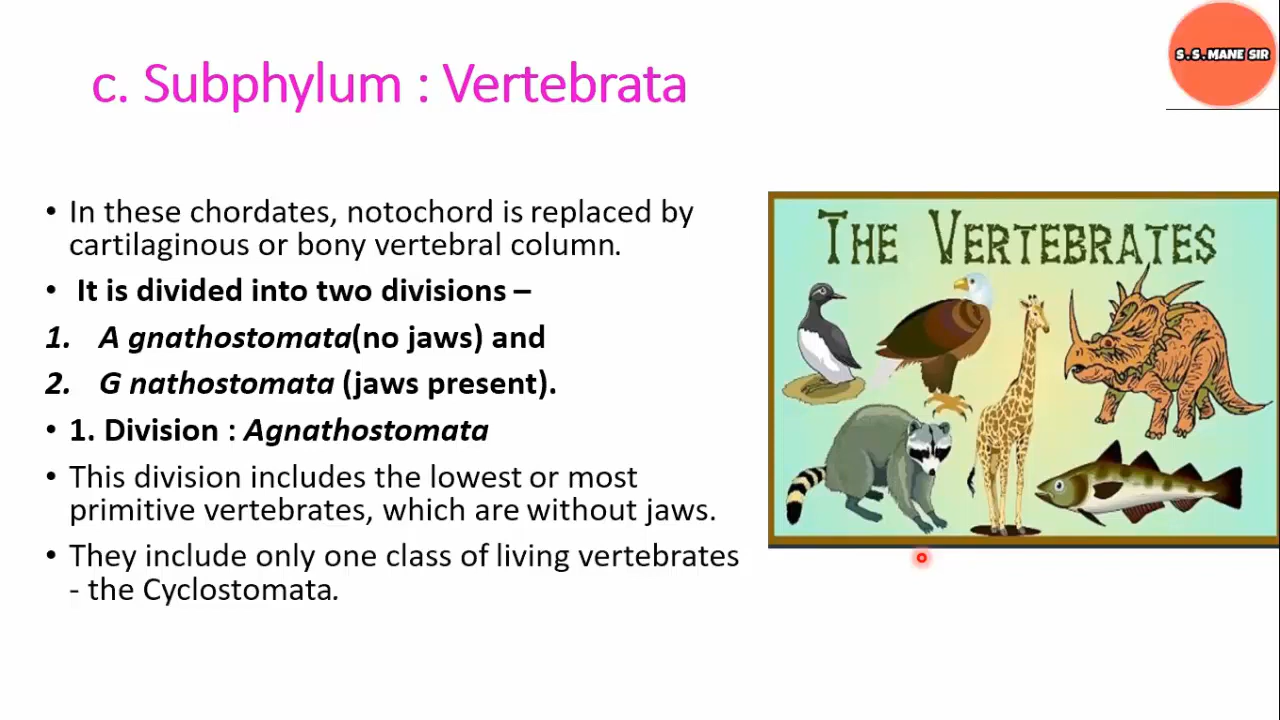 S.S.MANE SIR
c. Subphylum : Vertebrata
• In these chordates, notochord is replaced by
cartilaginous or bony vertebral column.
• It is divided into two divisions –
1. A gnathostomata(no jaws) and
2. G nathostomata (jaws present).
• 1. Division : Agnathostomata
• This division includes the lowest or most
primitive vertebrates, which are without jaws.
• They include only one class of living vertebrates
- the Cyclostomata.
THE VERTEBRATES